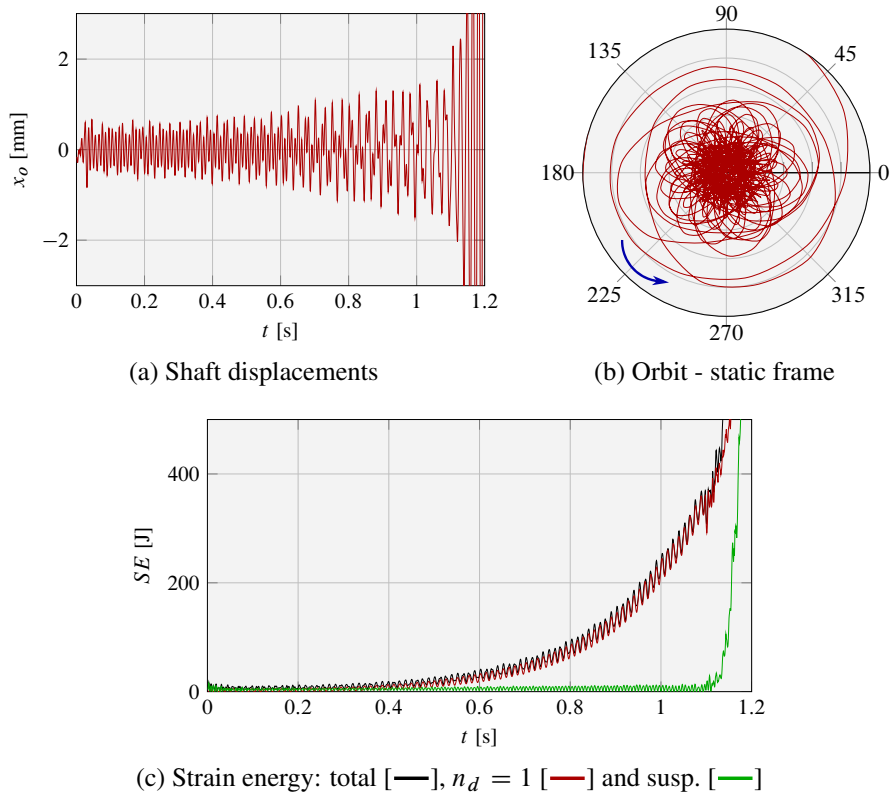 2
0
−2
x_o [mm]
0 0.2 0.4 0.6 0.8 1 1.2
t [s]
(a) Shaft displacements
90
135 45
180 0
225 315
270
(b) Orbit - static frame
400
200
0
SE [J]
0 0.2 0.4 0.6 0.8 1 1.2
t [s]
(c) Strain energy: total [—], n_d = 1 [—] and susp. [—]